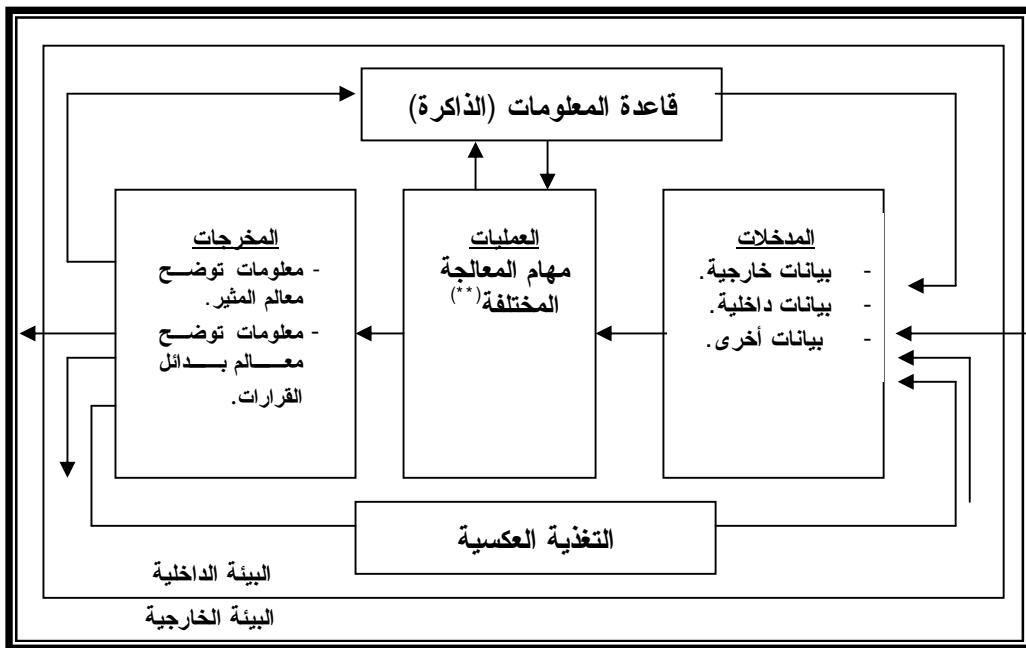 قاعدة المعلومات (الذاكرة)
المدخلات
- بيانات خارجية.
- بيانات داخلية.
- بيانات أخرى.
العمليات
مهام المعالجة
المختلفة(**)
المخرجات
- معلومات توضح
معالم المثير.
- معلومات توضح
معالم بدائل
القرارات.
التغذية العكسية
البيئة الداخلية
البيئة الخارجية